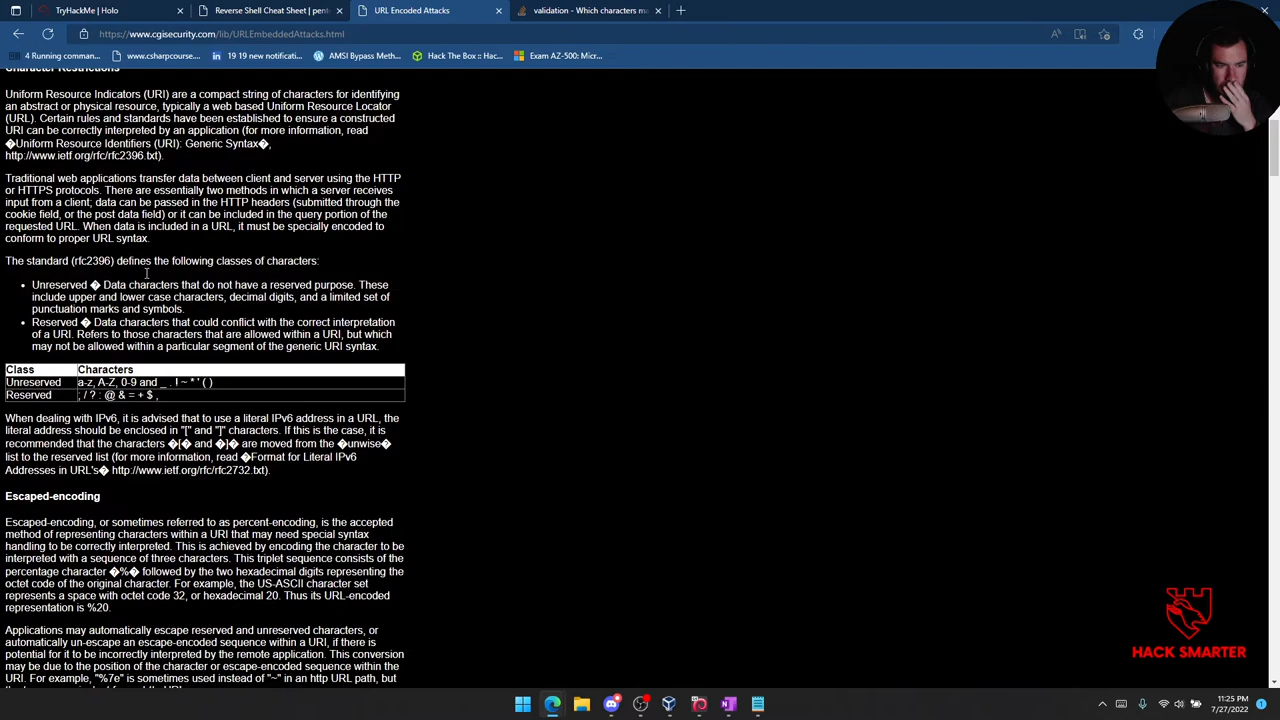 TryHackMe | Holo
Reverse Shell Cheat Sheet | pent
URL Encoded Attacks
validation - Which characters m
https://www.cgisecurity.com/lib/URLEmbeddedAttacks.html
4 Running comman...
www.csharpcourse....
19 19 new notificati...
AMSI Bypass Meth...
Hack The Box :: Hac...
Exam AZ-500: Micr...
Character Restrictions
Uniform Resource Indicators (URI) are a compact string of characters for identifying
an abstract or physical resource, typically a web based Uniform Resource Locator
(URL). Certain rules and standards have been established to ensure a constructed
URI can be correctly interpreted by an application (for more information, read
�Uniform Resource Identifiers (URI): Generic Syntax�,
http://www.ietf.org/rfc/rfc2396.txt).
Traditional web applications transfer data between client and server using the HTTP
or HTTPS protocols. There are essentially two methods in which a server receives
input from a client; data can be passed in the HTTP headers (submitted through the
cookie field, or the post data field) or it can be included in the query portion of the
requested URL. When data is included in a URL, it must be specially encoded to
conform to proper URL syntax.
The standard (rfc2396) defines the following classes of characters:
• Unreserved � Data characters that do not have a reserved purpose. These
include upper and lower case characters, decimal digits, and a limited set of
punctuation marks and symbols.
• Reserved � Data characters that could conflict with the correct interpretation
of a URI. Refers to those characters that are allowed within a URI, but which
may not be allowed within a particular segment of the generic URI syntax.
Class Characters
Unreserved a-z, A-Z, 0-9 and _ . ! ~ * ' ( )
Reserved ; / ? : @ & = + $ ,
When dealing with IPv6, it is advised that to use a literal IPv6 address in a URL, the
literal address should be enclosed in "[" and "]" characters. If this is the case, it is
recommended that the characters �[� and �]� are moved from the �unwise�
list to the reserved list (for more information, read �Format for Literal IPv6
Addresses in URL's� http://www.ietf.org/rfc/rfc2732.txt).
Escaped-encoding
Escaped-encoding, or sometimes referred to as percent-encoding, is the accepted
method of representing characters within a URI that may need special syntax
handling to be correctly interpreted. This is achieved by encoding the character to be
interpreted with a sequence of three characters. This triplet sequence consists of the
percentage character �%� followed by the two hexadecimal digits representing the
octet code of the original character. For example, the US-ASCII character set
represents a space with octet code 32, or hexadecimal 20. Thus its URL-encoded
representation is %20.
Applications may automatically escape reserved and unreserved characters, or
automatically un-escape an escape-encoded sequence within a URI, if there is
potential for it to be incorrectly interpreted by the remote application. This conversion
may be due to the position of the character or escape-encoded sequence within the
URI. For example, "%7e" is sometimes used instead of "~" in an http URL path, but
HACK SMARTER
11:25 PM
7/27/2022